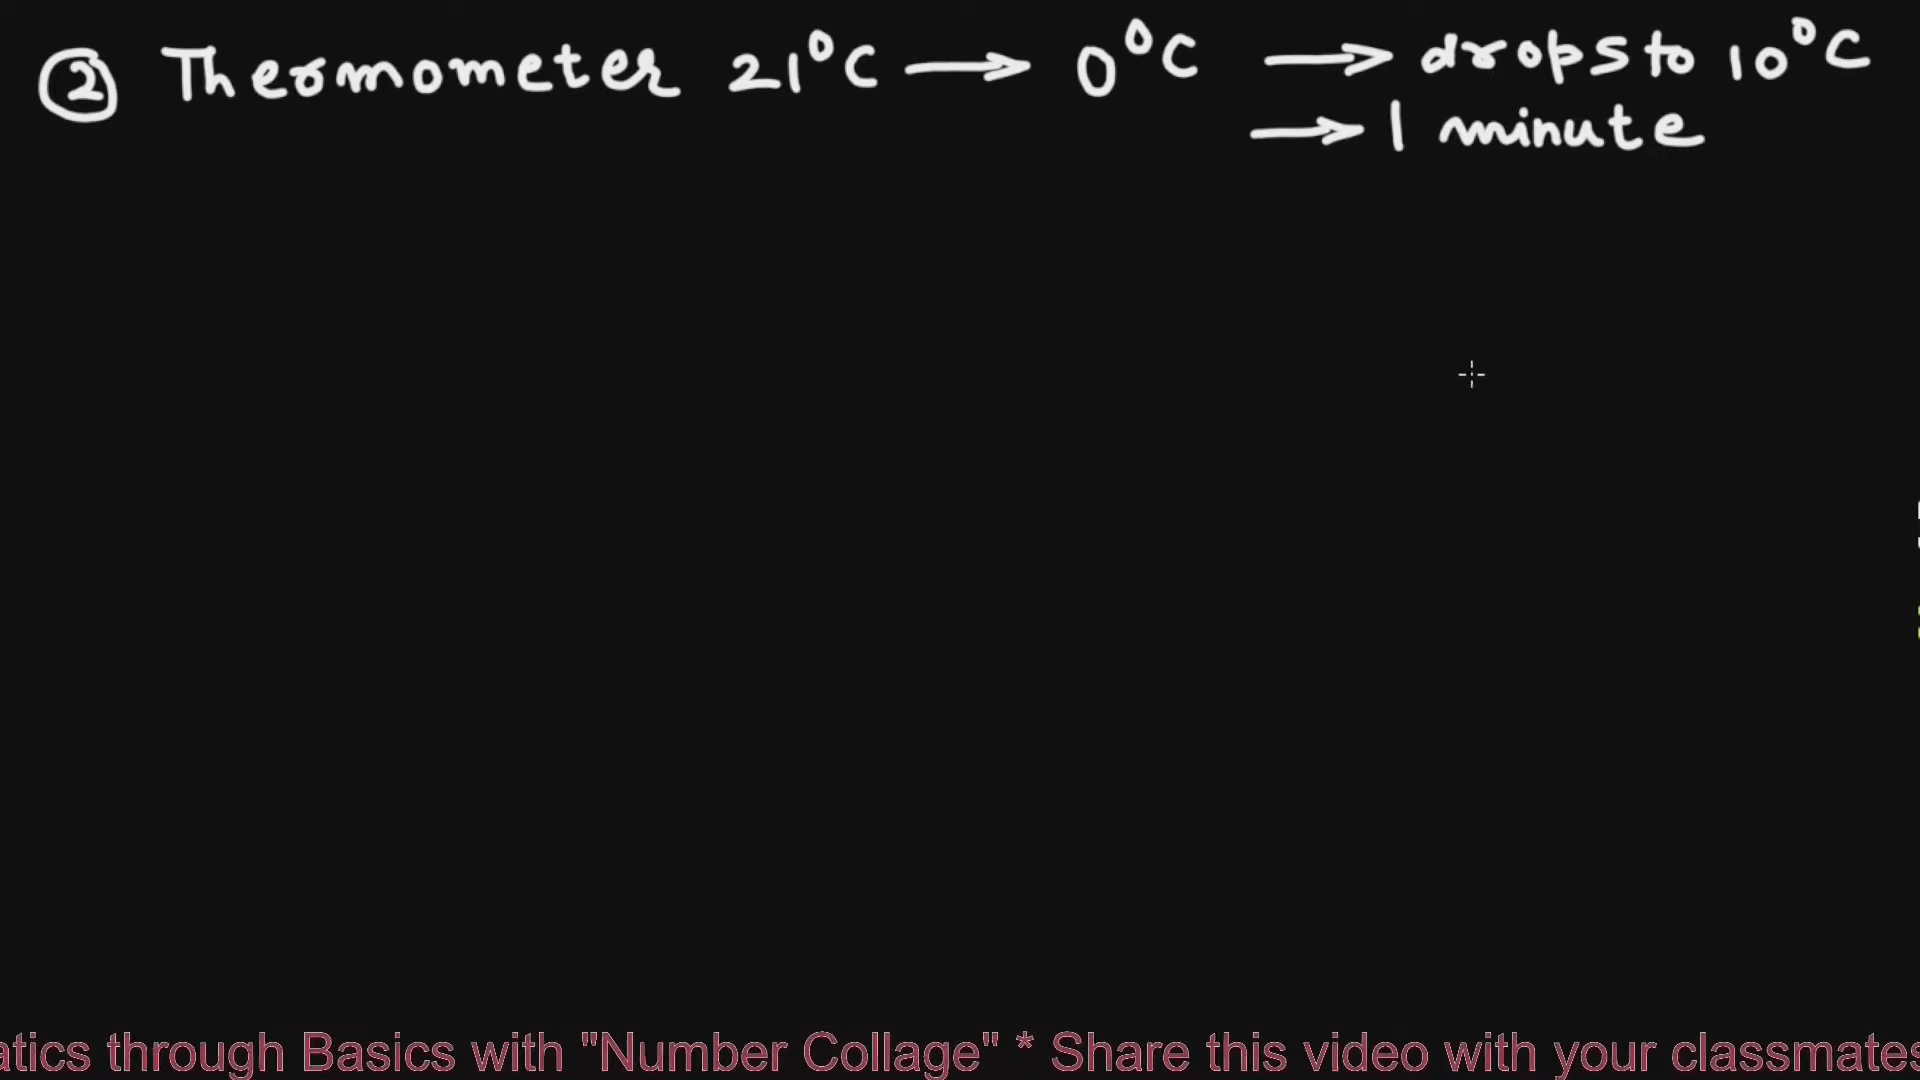 ② Thermometer 21°C → 0°C → drops to 10°C
→ 1 minute
atics through Basics with "Number Collage" * Share this video with your classmates